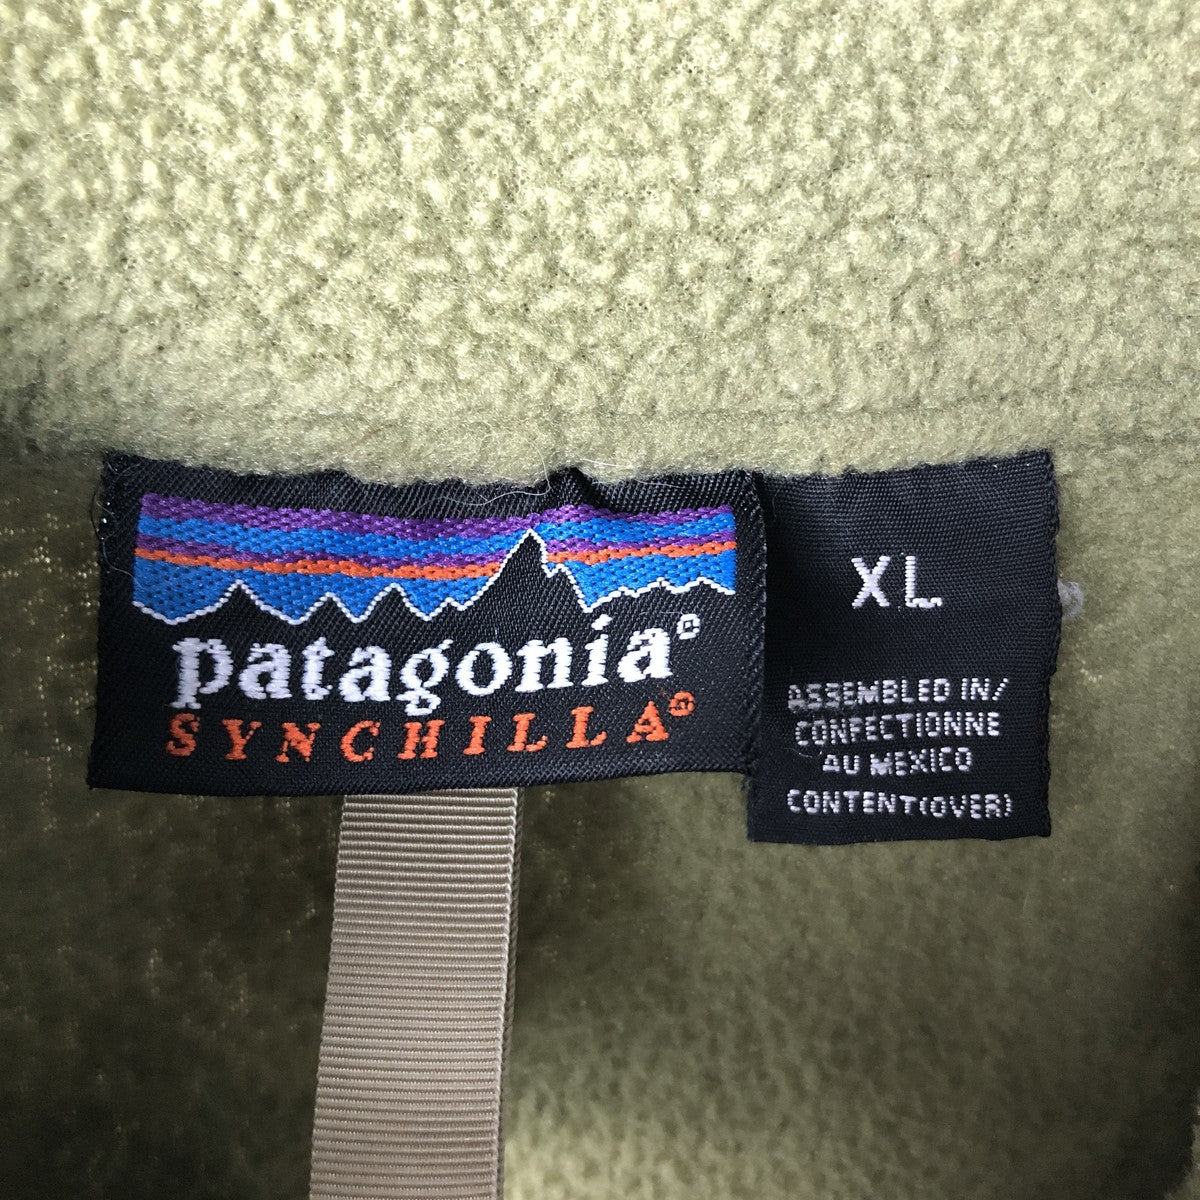 patagonia®
SYNCHILLA®
XL
ASSEMBLED IN/
CONFECTIONNE
AU MEXICO
CONTENT(OVER)